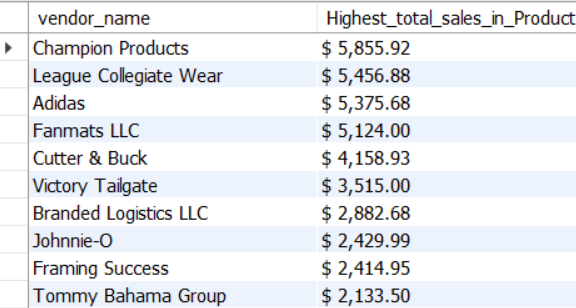 vendor_name Highest_total_sales_in_Product
Champion Products $ 5,855.92
League Collegiate Wear $ 5,456.88
Adidas $ 5,375.68
Fanmats LLC $ 5,124.00
Cutter & Buck $ 4,158.93
Victory Tailgate $ 3,515.00
Branded Logistics LLC $ 2,882.68
Johnnie-O $ 2,429.99
Framing Success $ 2,414.95
Tommy Bahama Group $ 2,133.50